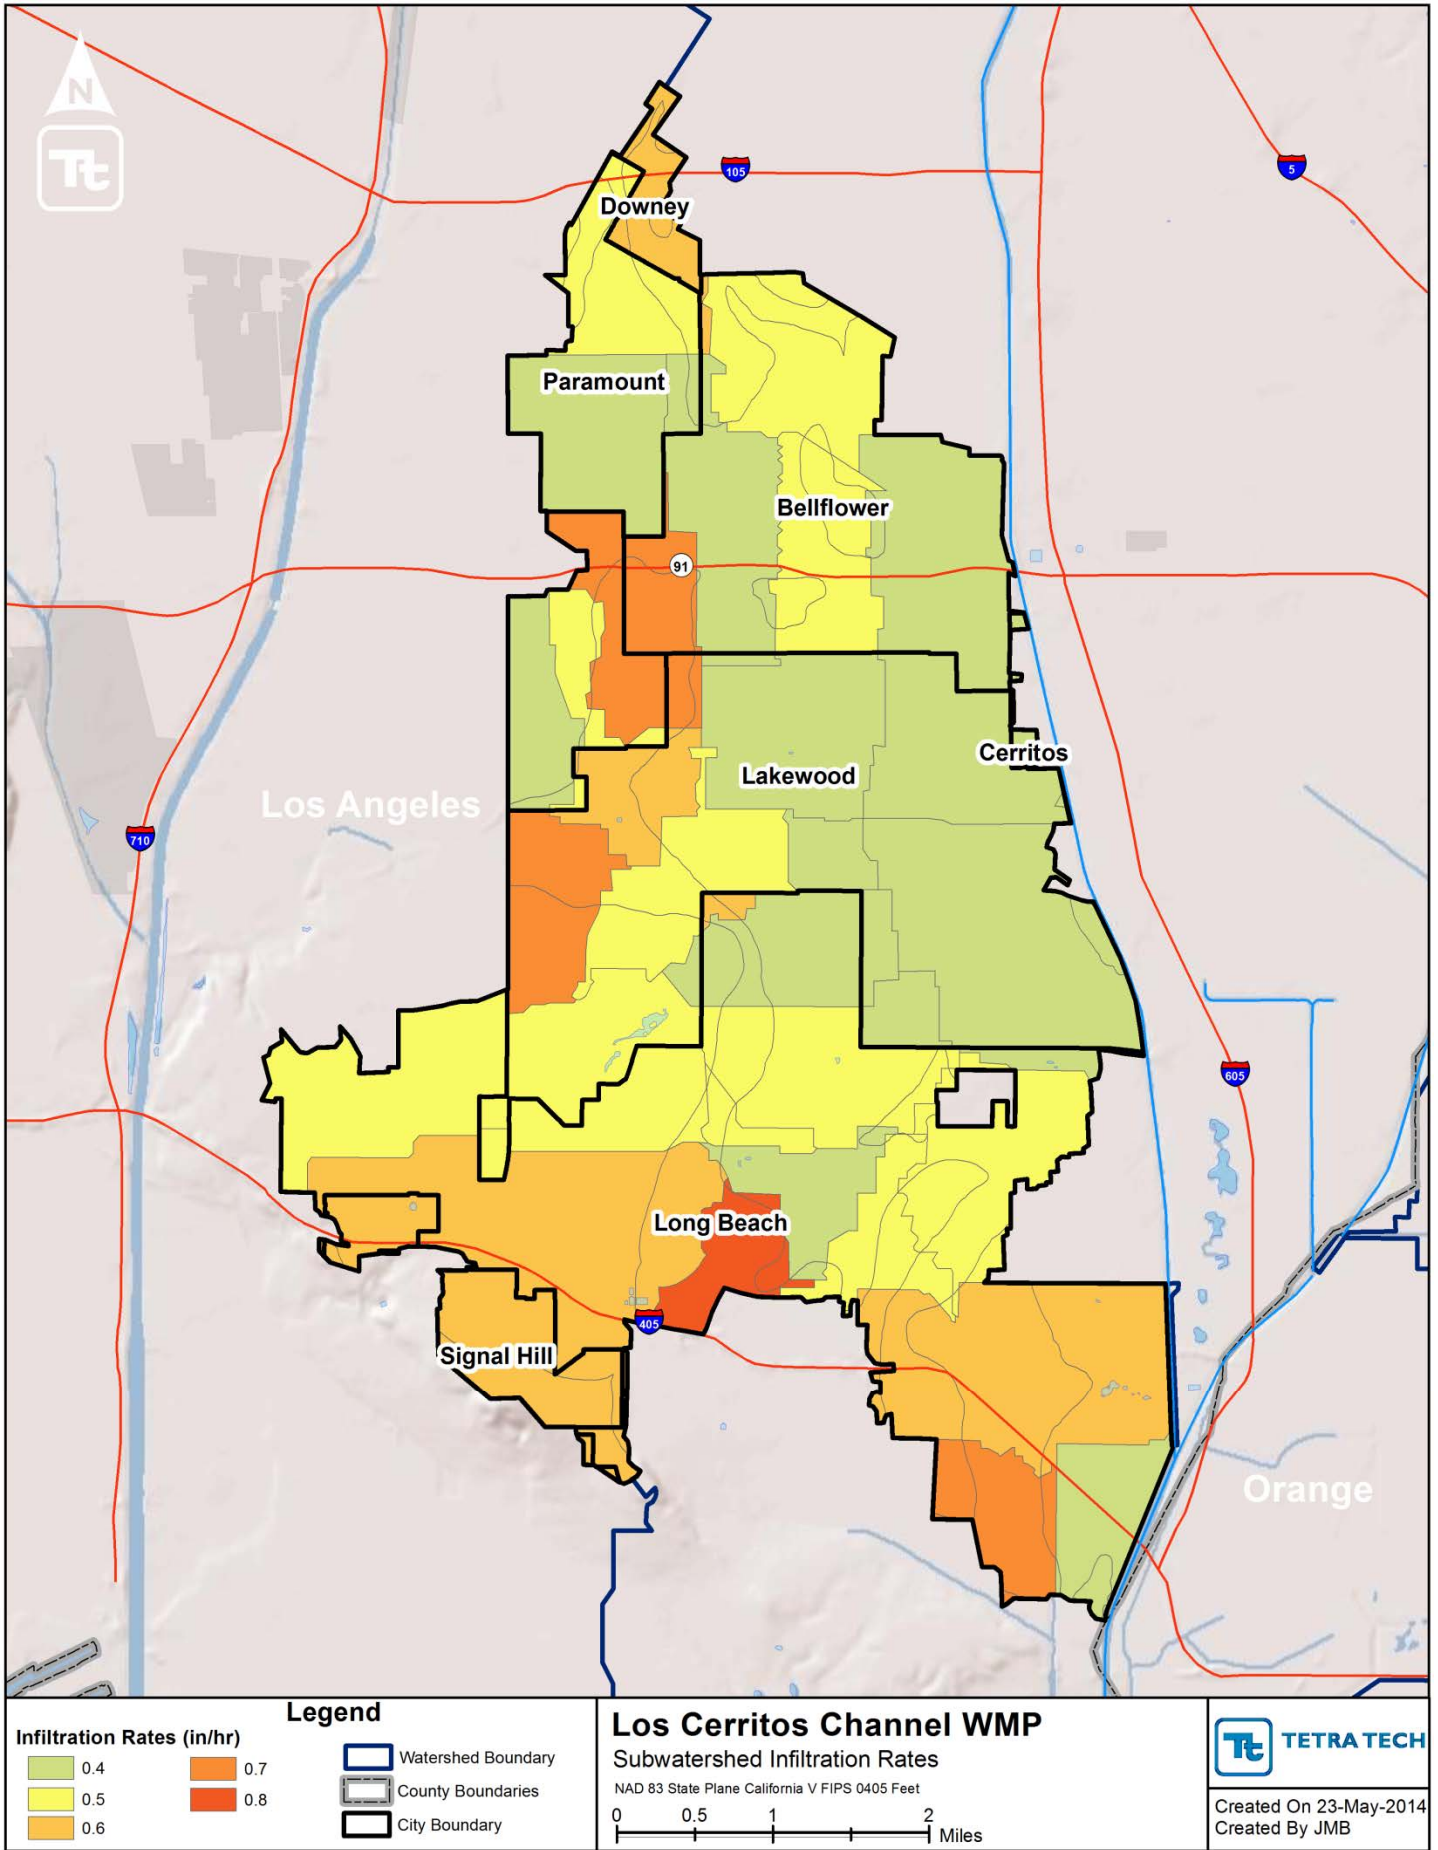 N
Tt
105
5
Downey
Paramount
Bellflower
91
Cerritos
Lakewood
Los Angeles
710
605
Long Beach
405
Signal Hill
Orange
Legend
Infiltration Rates (in/hr)
0.4
0.5
0.6
0.7
0.8
Watershed Boundary
County Boundaries
City Boundary
Los Cerritos Channel WMP
Subwatershed Infiltration Rates
NAD 83 State Plane California V FIPS 0405 Feet
0 0.5 1 2
Miles
Tt TETRA TECH
Created On 23-May-2014
Created By JMB